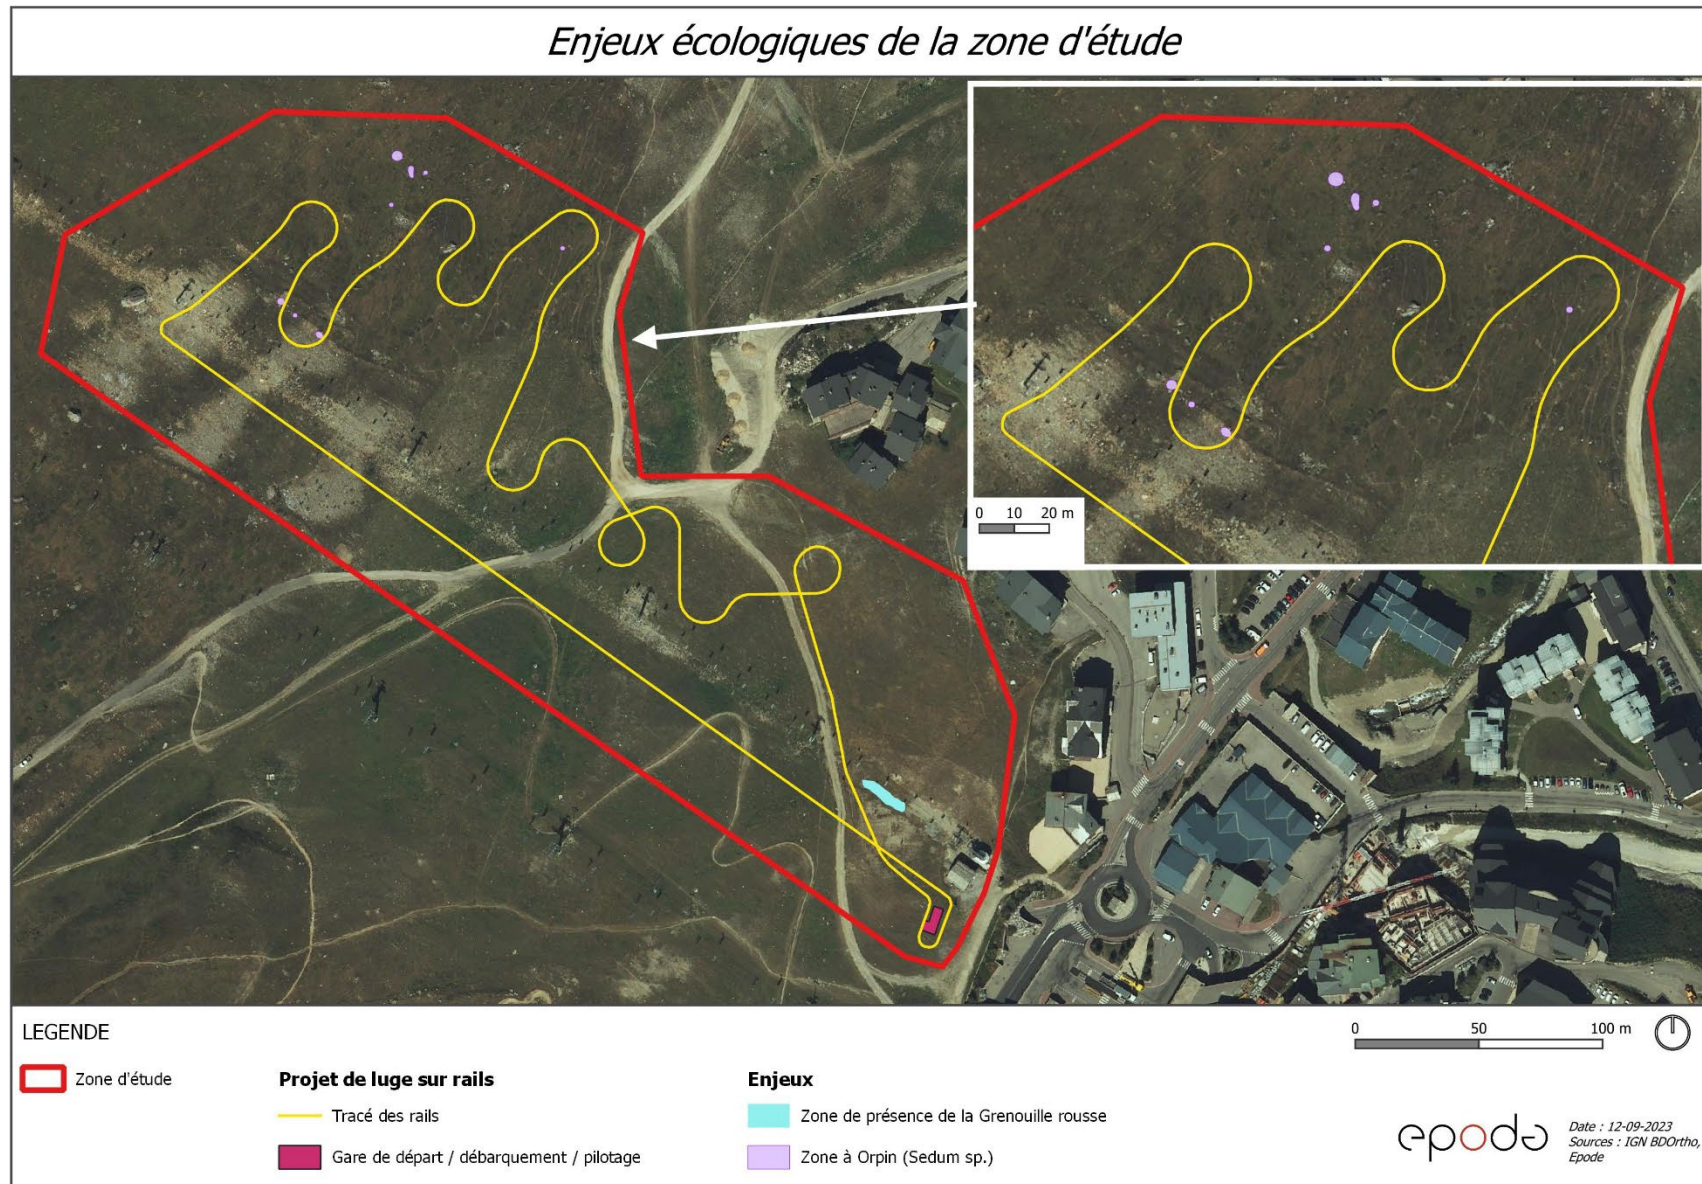 Enjeux écologiques de la zone d'étude
0 10 20 m
LEGENDE
0 50 100 m
Zone d'étude
Projet de luge sur rails
Tracé des rails
Gare de départ / débarquement / pilotage
Enjeux
Zone de présence de la Grenouille rousse
Zone à Orpin (Sedum sp.)
epode
Date : 12-09-2023
Sources : IGN BDOrtho,
Epode